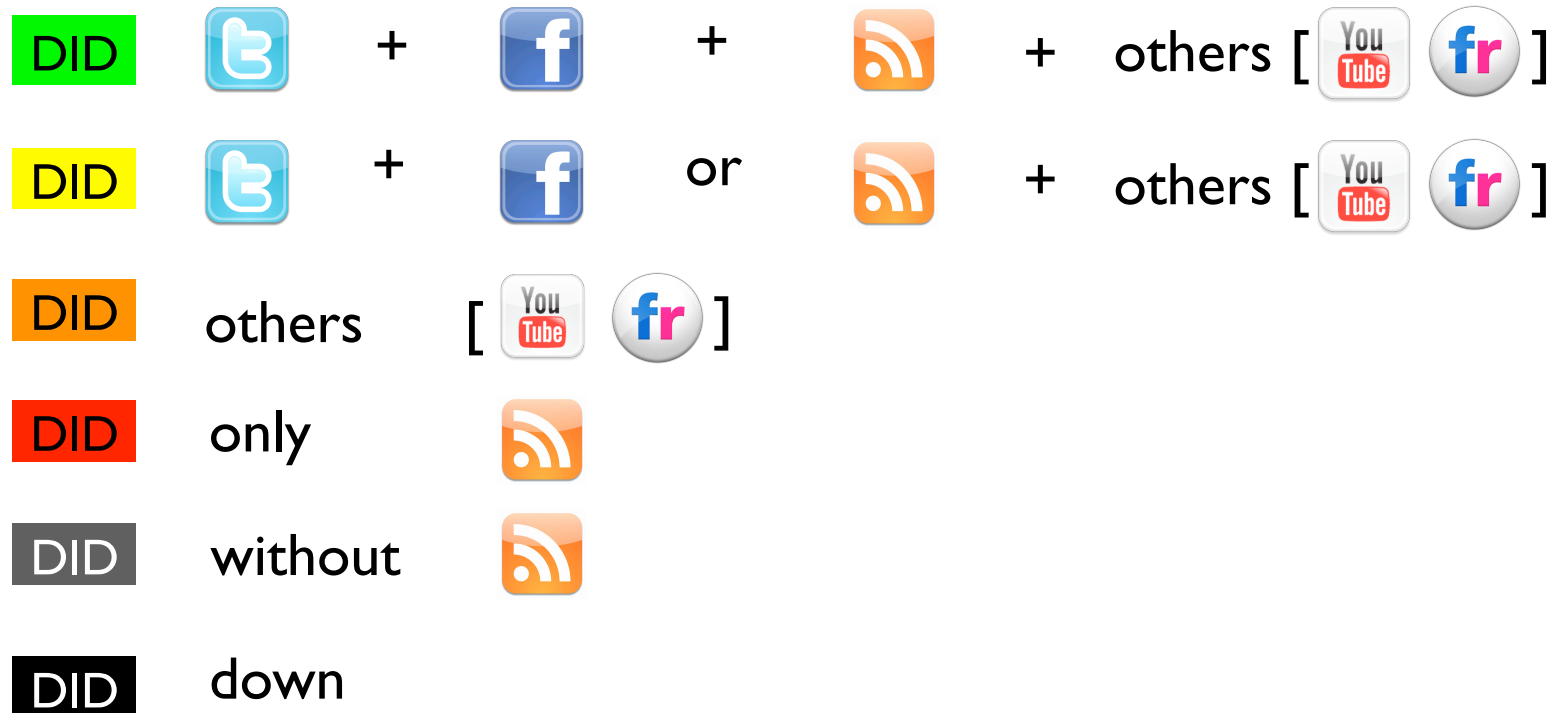 DID t + f + + others [ You Tube fr ]
DID t + f or + others [ You Tube fr ]
DID others [ You Tube fr ]
DID only
DID without
DID down